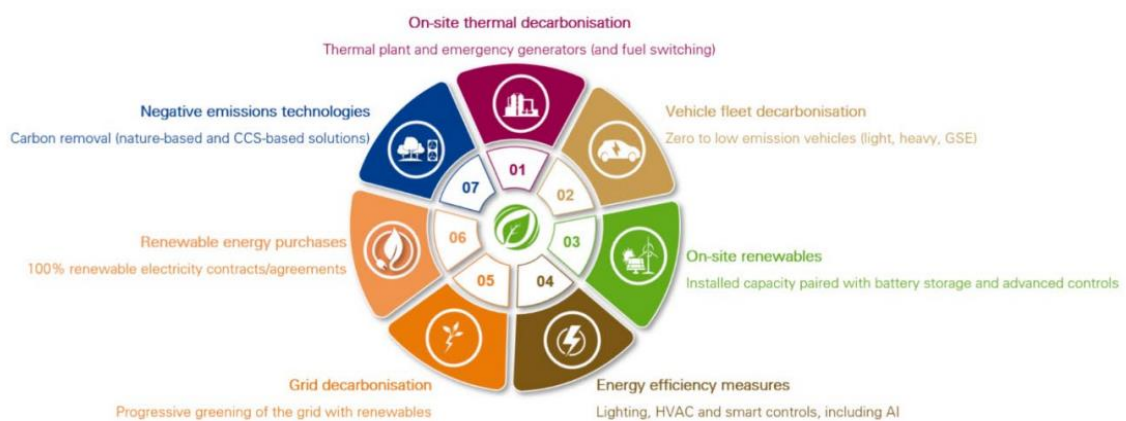 On-site thermal decarbonisation
Thermal plant and emergency generators (and fuel switching)
01
Vehicle fleet decarbonisation
Zero to low emission vehicles (light, heavy, GSE)
02
On-site renewables
Installed capacity paired with battery storage and advanced controls
03
Energy efficiency measures
Lighting, HVAC and smart controls, including AI
04
Grid decarbonisation
Progressive greening of the grid with renewables
05
Renewable energy purchases
100% renewable electricity contracts/agreements
06
Negative emissions technologies
Carbon removal (nature-based and CCS-based solutions)
07